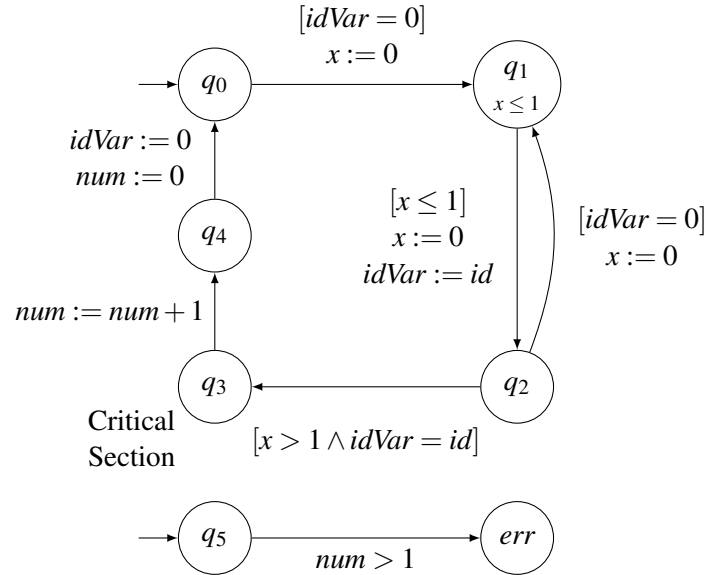 [idVar = 0]
x := 0
q0
q1
x ≤ 1
idVar := 0
num := 0
[x ≤ 1]
x := 0
idVar := id
[idVar = 0]
x := 0
q4
num := num + 1
q3
q2
Critical
Section
[x > 1 ∧ idVar = id]
q5
err
num > 1